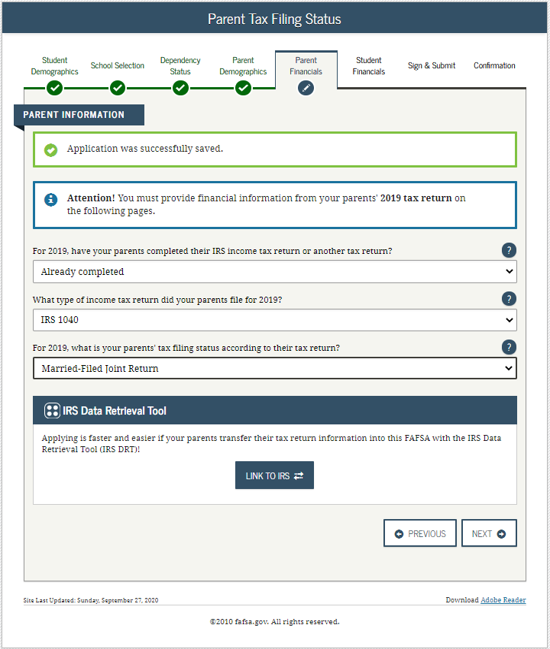 Parent Tax Filing Status
Student
Demographics
School Selection
Dependency
Status
Parent
Demographics
Parent
Financials
Student
Financials
Sign & Submit
Confirmation
PARENT INFORMATION
Application was successfully saved.
Attention! You must provide financial information from your parents' 2019 tax return on
the following pages.
For 2019, have your parents completed their IRS income tax return or another tax return?
?
Already completed
What type of income tax return did your parents file for 2019?
?
IRS 1040
For 2019, what is your parents' tax filing status according to their tax return?
?
Married-Filed Joint Return
IRS Data Retrieval Tool
Applying is faster and easier if your parents transfer their tax return information into this FAFSA with the IRS Data
Retrieval Tool (IRS DRT)!
LINK TO IRS
PREVIOUS
NEXT
Site Last Updated: Sunday, September 27, 2020
Download Adobe Reader
©2010 fafsa.gov. All rights reserved.